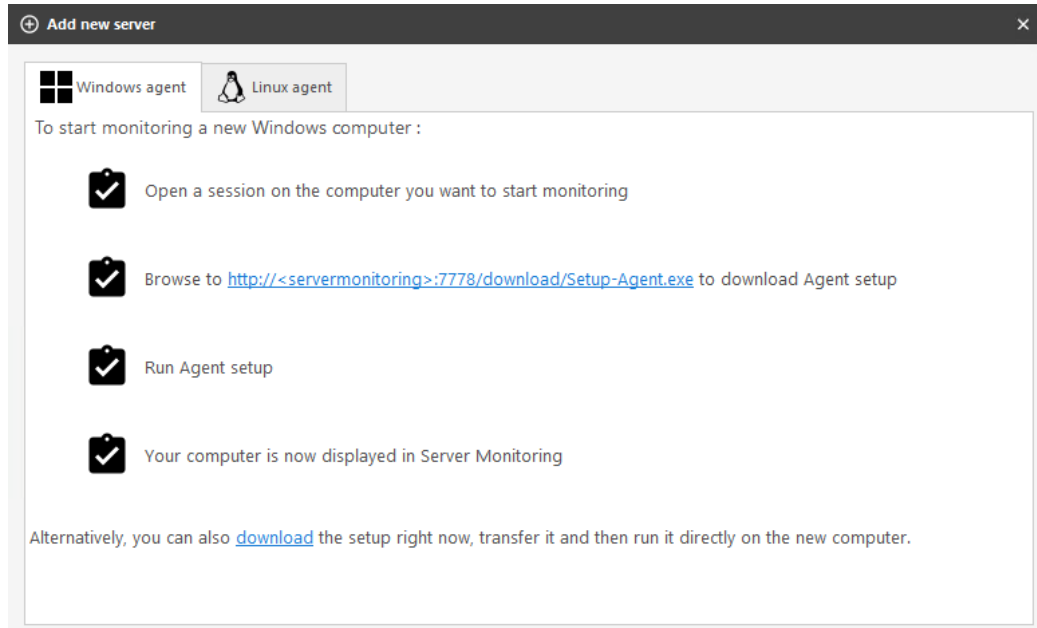 Add new server
Windows agent
Linux agent
To start monitoring a new Windows computer :
Open a session on the computer you want to start monitoring
Browse to http://<servermonitoring>:7778/download/Setup-Agent.exe to download Agent setup
Run Agent setup
Your computer is now displayed in Server Monitoring
Alternatively, you can also download the setup right now, transfer it and then run it directly on the new computer.